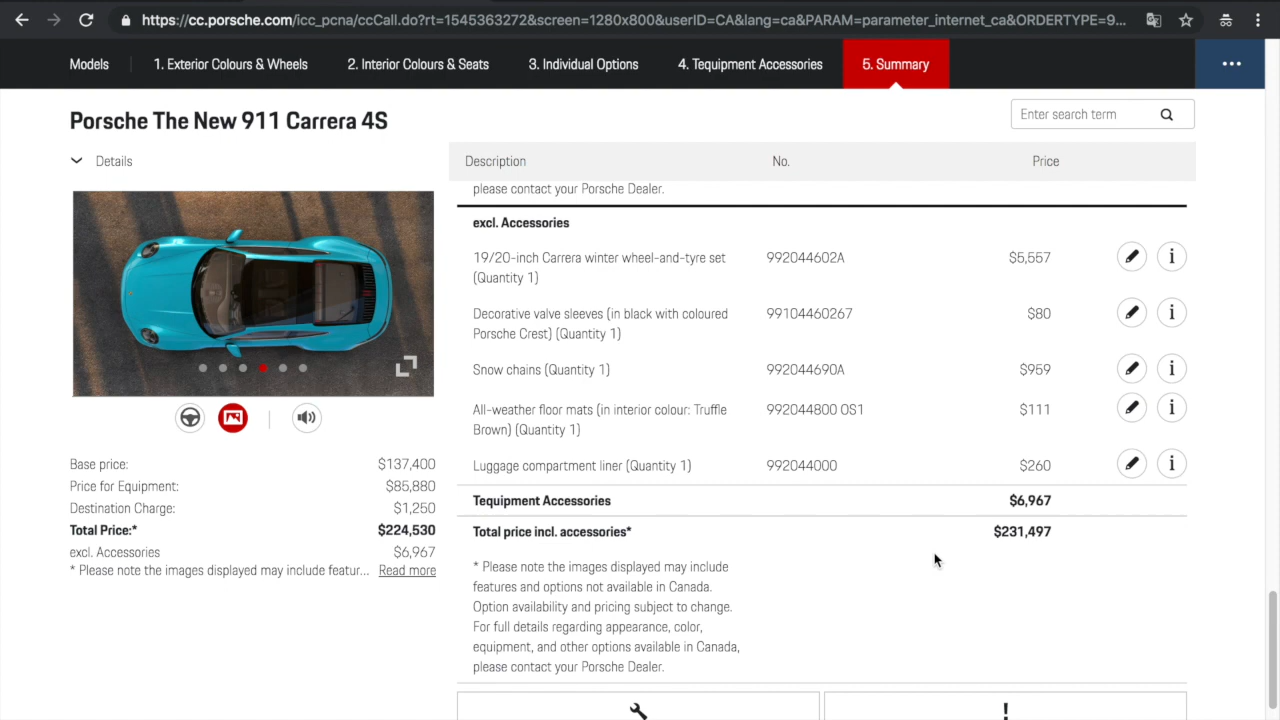 https://cc.porsche.com/icc_pcna/ccCall.do?rt=1545363272&screen=1280x800&userID=CA&lang=ca&PARAM=parameter_internet_ca&ORDERTYPE=9...
Models
1. Exterior Colours & Wheels
2. Interior Colours & Seats
3. Individual Options
4. Tequipment Accessories
5. Summary
Porsche The New 911 Carrera 4S
Enter search term
Details
Description No. Price
please contact your Porsche Dealer.
excl. Accessories
19/20-inch Carrera winter wheel-and-tyre set 992044602A $5,557
(Quantity 1)
Decorative valve sleeves (in black with coloured 99104460267 $80
Porsche Crest) (Quantity 1)
Snow chains (Quantity 1) 992044690A $959
All-weather floor mats (in interior colour: Truffle 992044800 OS1 $111
Brown) (Quantity 1)
Luggage compartment liner (Quantity 1) 992044000 $260
Tequipment Accessories $6,967
Total price incl. accessories* $231,497
* Please note the images displayed may include
features and options not available in Canada.
Option availability and pricing subject to change.
For full details regarding appearance, color,
equipment, and other options available in Canada,
please contact your Porsche Dealer.
Base price: $137,400
Price for Equipment: $85,880
Destination Charge: $1,250
Total Price:* $224,530
excl. Accessories $6,967
* Please note the images displayed may include featur... Read more